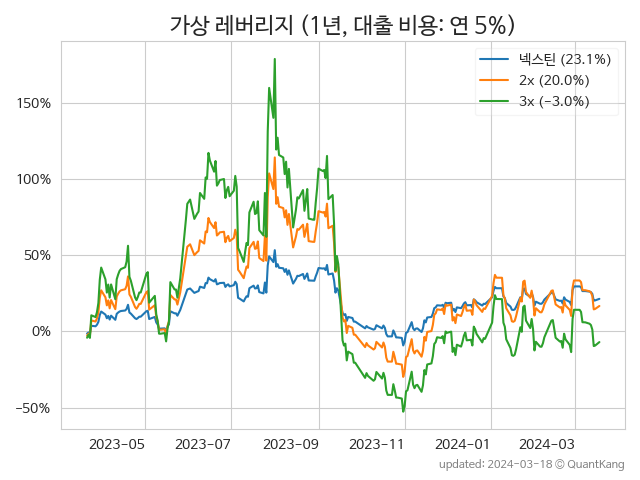 가상 레버리지 (1년, 대출 비용: 연 5%)
넥스틴 (23.1%)
2x (20.0%)
3x (−3.0%)
150%
100%
50%
0%
−50%
2023-05 2023-07 2023-09 2023-11 2024-01 2024-03
updated: 2024-03-18 © QuantKang